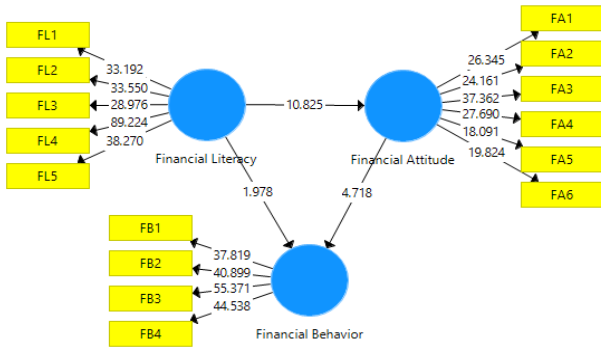 FL1
FL2
FL3
FL4
FL5
33.192
33.550
28.976
89.224
38.270
Financial Literacy
10.825
Financial Attitude
26.345
24.161
37.362
27.690
18.091
19.824
FA1
FA2
FA3
FA4
FA5
FA6
1.978
4.718
FB1
FB2
FB3
FB4
37.819
40.899
55.371
44.538
Financial Behavior